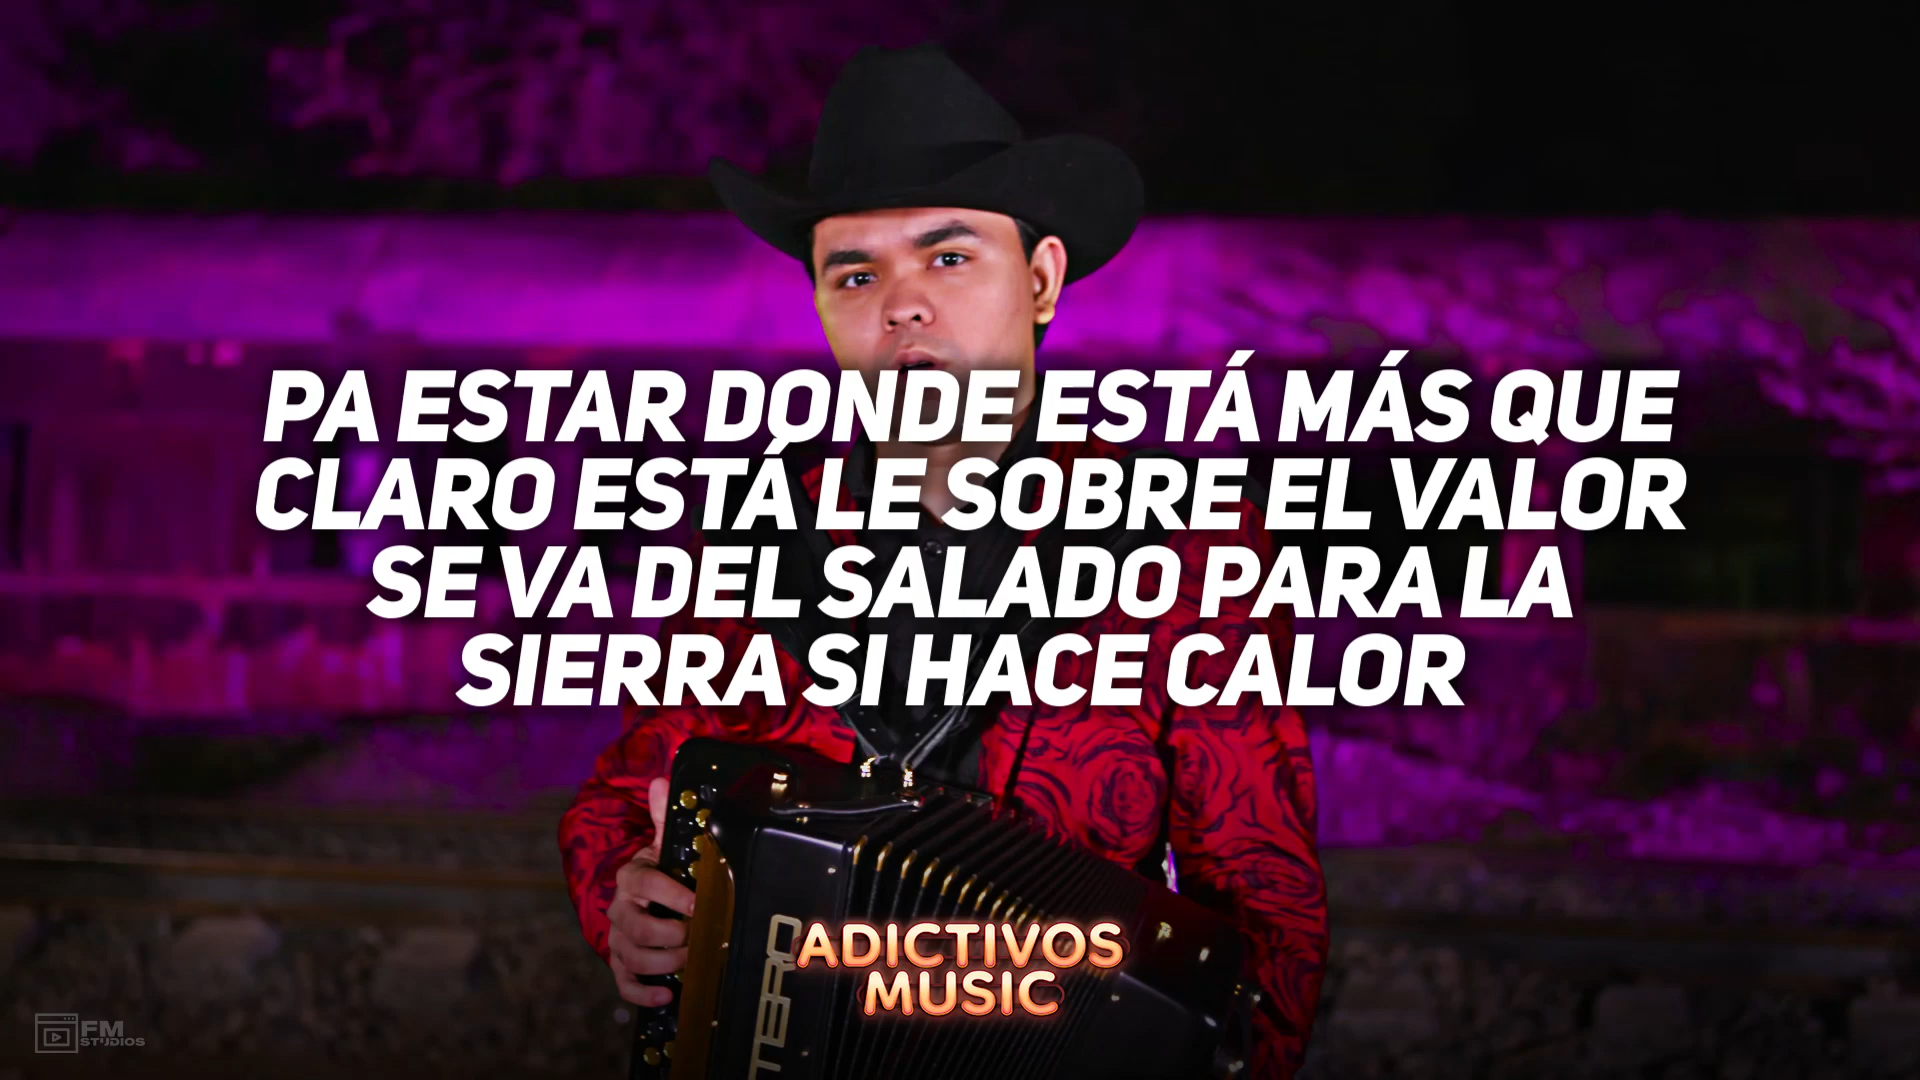 PA ESTAR DONDE ESTÁ MÁS QUE
CLARO ESTÁ LE SOBRE EL VALOR
SE VA DEL SALADO PARA LA
SIERRA SI HACE CALOR
ADICTIVOS
MUSIC
FM
STUDIOS